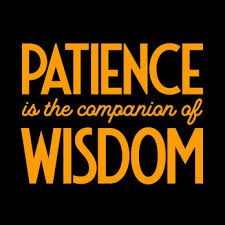 PATIENCE
is the companion of
WISDOM